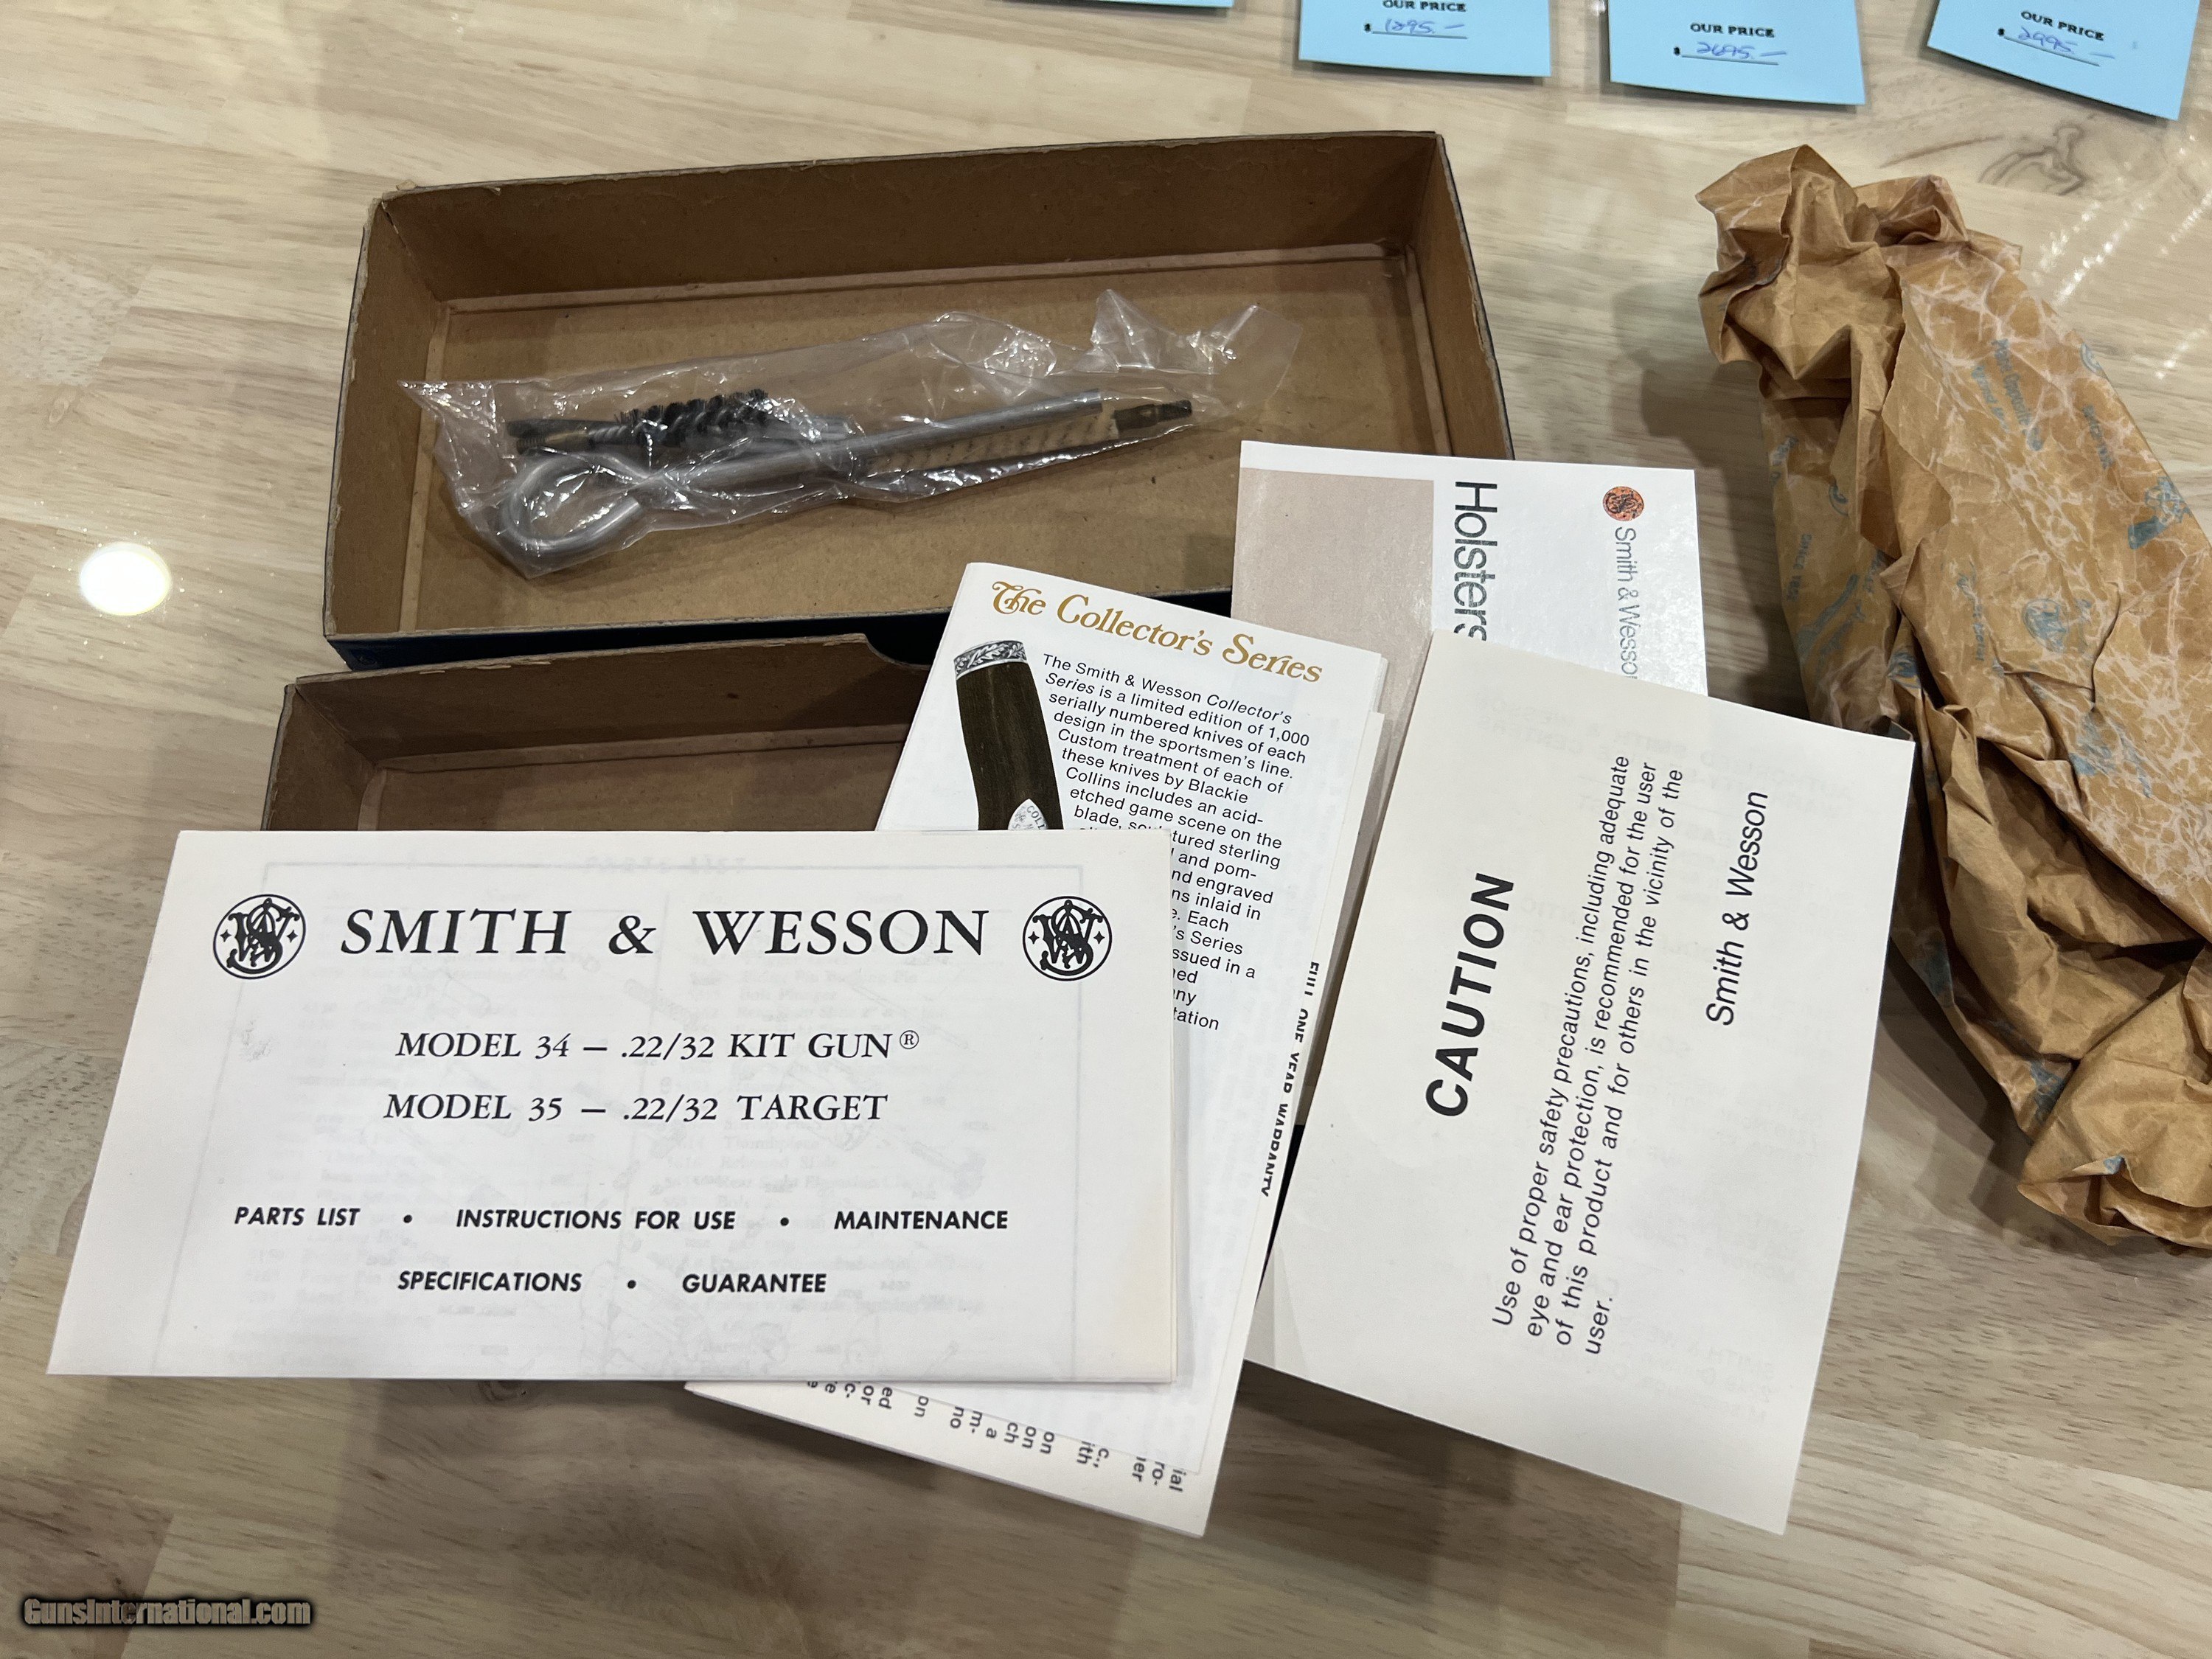 OUR PRICE
$ 1295.—
OUR PRICE
$ 2695.—
OUR PRICE
$ 2995.—
Holsters
Smith & Wesson
The Collector's Series
The Smith & Wesson Collector's
Series is a limited edition of 1,000
serially numbered knives of each
design in the sportsmen's line.
Custom treatment of each of
these knives by Blackie
Collins includes an acid-
etched game scene on the
blade, sculptured sterling
and pom-
engraved
inlaid in
Each
's Series
issued in a
FULL ONE YEAR WARRANTY
CAUTION
Use of proper safety precautions, including adequate
eye and ear protection, is recommended for the user
of this product and for others in the vicinity of the
user.
Smith & Wesson
SMITH & WESSON
MODEL 34 — .22/32 KIT GUN®
MODEL 35 — .22/32 TARGET
PARTS LIST • INSTRUCTIONS FOR USE • MAINTENANCE
SPECIFICATIONS • GUARANTEE
GunsInternational.com